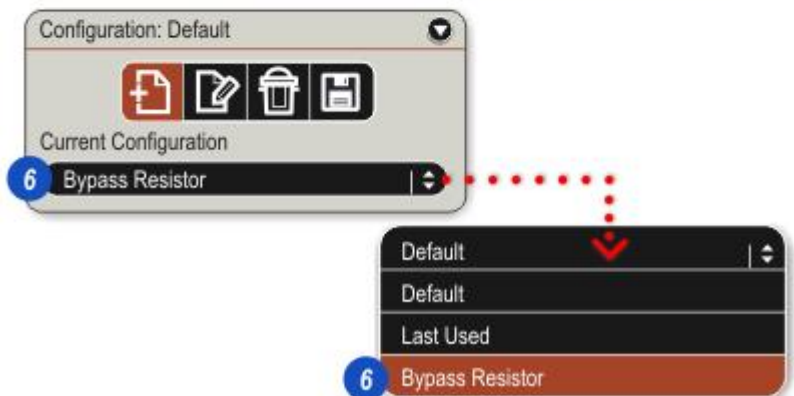 Configuration: Default
Current Configuration
6 Bypass Resistor
Default
Default
Last Used
6 Bypass Resistor